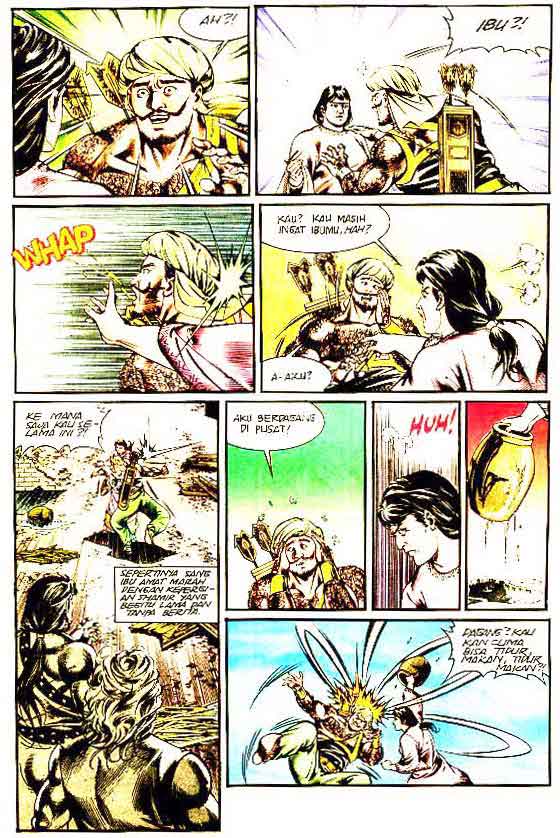 AH?!
IBU?!
WHAP
KAU? KAU MASIH
INGAT IBUMU, HAH?
A-AKU?
KE MANA
SAJA KAU SE-
LAMA INI?!
SEPERTINYA SANG
IBU AMAT MARAH
DENGAN KEPERGI-
AN THAMIR YANG
BEGITU LAMA DAN
TANPA BERITA.
AKU BERDAGANG
DI PUSAT!
HUH!
DAGANG? KAU
KAN CUMA
BISA TIDUR,
MAKAN, TIDUR
MAKAN?!